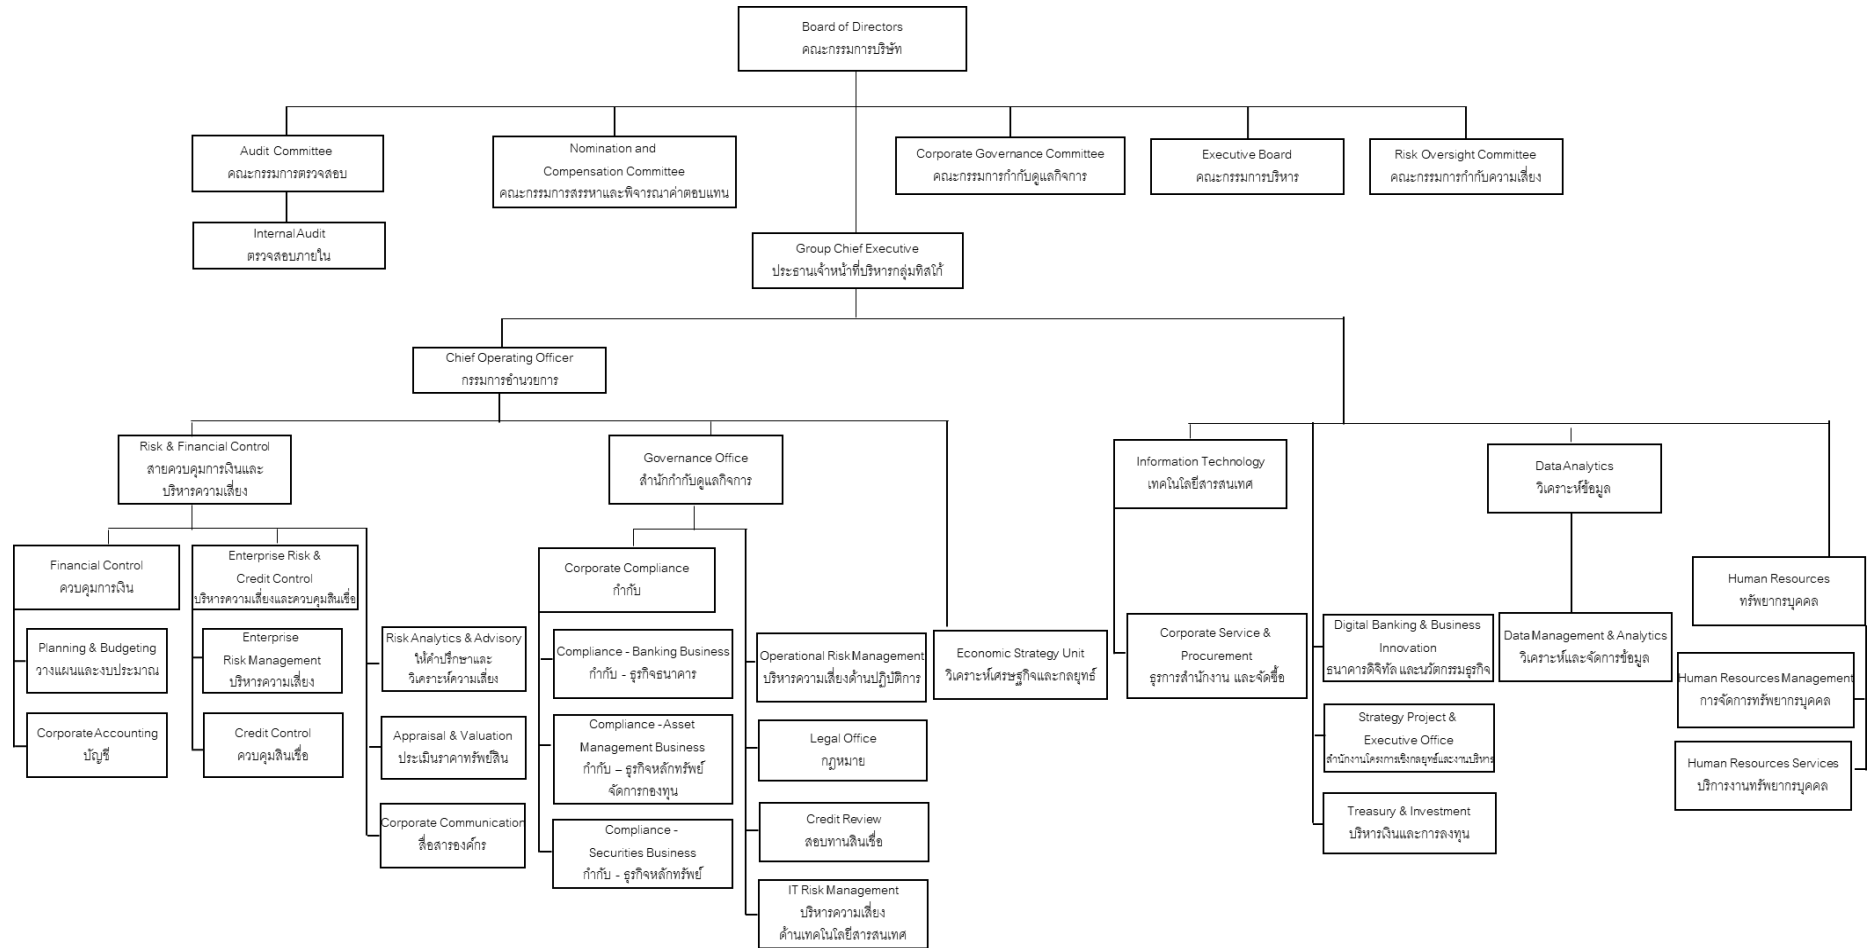 Board of Directors
คณะกรรมการบริษัท
Audit Committee
คณะกรรมการตรวจสอบ
Nomination and
Compensation Committee
คณะกรรมการสรรหาและพิจารณาค่าตอบแทน
Corporate Governance Committee
คณะกรรมการกำกับดูแลกิจการ
Executive Board
คณะกรรมการบริหาร
Risk Oversight Committee
คณะกรรมการกำกับความเสี่ยง
Internal Audit
ตรวจสอบภายใน
Group Chief Executive
ประธานเจ้าหน้าที่บริหารกลุ่มทิสโก้
Chief Operating Officer
กรรมการอำนวยการ
Risk & Financial Control
สายควบคุมการเงินและ
บริหารความเสี่ยง
Governance Office
สำนักกำกับดูแลกิจการ
Information Technology
เทคโนโลยีสารสนเทศ
Data Analytics
วิเคราะห์ข้อมูล
Financial Control
ควบคุมการเงิน
Enterprise Risk &
Credit Control
บริหารความเสี่ยงและควบคุมสินเชื่อ
Corporate Compliance
กำกับ
Human Resources
ทรัพยากรบุคคล
Planning & Budgeting
วางแผนและงบประมาณ
Enterprise
Risk Management
บริหารความเสี่ยง
Risk Analytics & Advisory
ให้คำปรึกษาและ
วิเคราะห์ความเสี่ยง
Compliance - Banking Business
กำกับ - ธุรกิจธนาคาร
Operational Risk Management
บริหารความเสี่ยงด้านปฏิบัติการ
Economic Strategy Unit
วิเคราะห์เศรษฐกิจและกลยุทธ์
Corporate Service &
Procurement
ธุรการสำนักงาน และจัดซื้อ
Digital Banking & Business
Innovation
ธนาคารดิจิทัล และนวัตกรรมธุรกิจ
Data Management & Analytics
วิเคราะห์และจัดการข้อมูล
Human Resources Management
การจัดการทรัพยากรบุคคล
Corporate Accounting
บัญชี
Credit Control
ควบคุมสินเชื่อ
Appraisal & Valuation
ประเมินราคาทรัพย์สิน
Compliance - Asset
Management Business
กำกับ – ธุรกิจหลักทรัพย์
จัดการกองทุน
Legal Office
กฎหมาย
Strategy Project &
Executive Office
สำนักงานโครงการเชิงกลยุทธ์และงานบริหาร
Human Resources Services
บริการงานทรัพยากรบุคคล
Corporate Communication
สื่อสารองค์กร
Compliance -
Securities Business
กำกับ - ธุรกิจหลักทรัพย์
Credit Review
สอบทานสินเชื่อ
Treasury & Investment
บริหารเงินและการลงทุน
IT Risk Management
บริหารความเสี่ยง
ด้านเทคโนโลยีสารสนเทศ